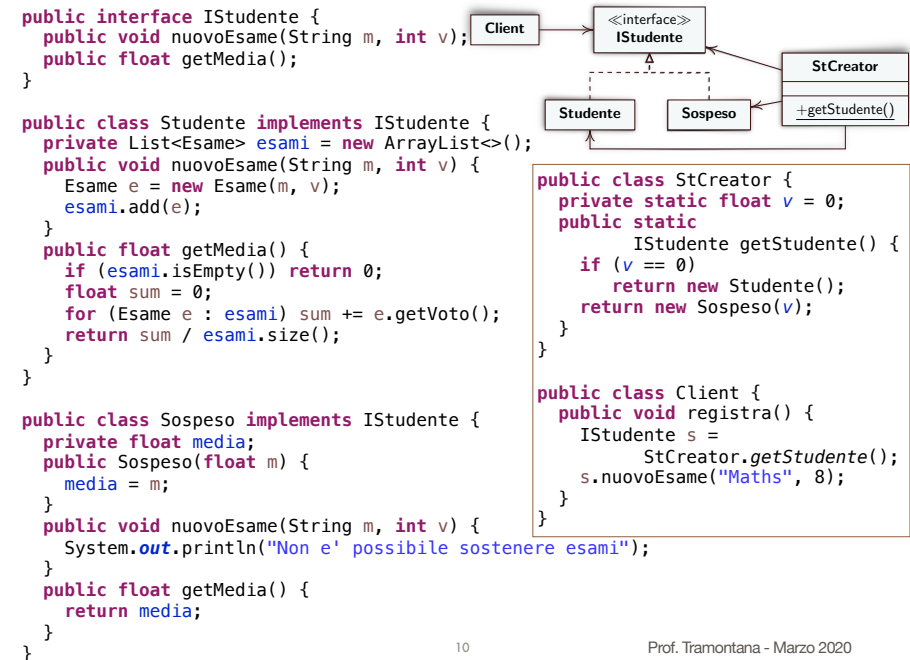 public interface IStudente {
  public void nuovoEsame(String m, int v);
  public float getMedia();
}
public class Studente implements IStudente {
  private List<Esame> esami = new ArrayList<>();
  public void nuovoEsame(String m, int v) {
    Esame e = new Esame(m, v);
    esami.add(e);
  }
  public float getMedia() {
    if (esami.isEmpty()) return 0;
    float sum = 0;
    for (Esame e : esami) sum += e.getVoto();
    return sum / esami.size();
  }
}
public class Sospeso implements IStudente {
  private float media;
  public Sospeso(float m) {
    media = m;
  }
  public void nuovoEsame(String m, int v) {
    System.out.println("Non e' possibile sostenere esami");
  }
  public float getMedia() {
    return media;
  }
}
Client
≪interface≫
IStudente
StCreator
+getStudente()
Studente
Sospeso
public class StCreator {
  private static float v = 0;
  public static
          IStudente getStudente() {
    if (v == 0)
       return new Studente();
    return new Sospeso(v);
  }
}
public class Client {
  public void registra() {
    IStudente s =
           StCreator.getStudente();
    s.nuovoEsame("Maths", 8);
  }
}
10
Prof. Tramontana - Marzo 2020